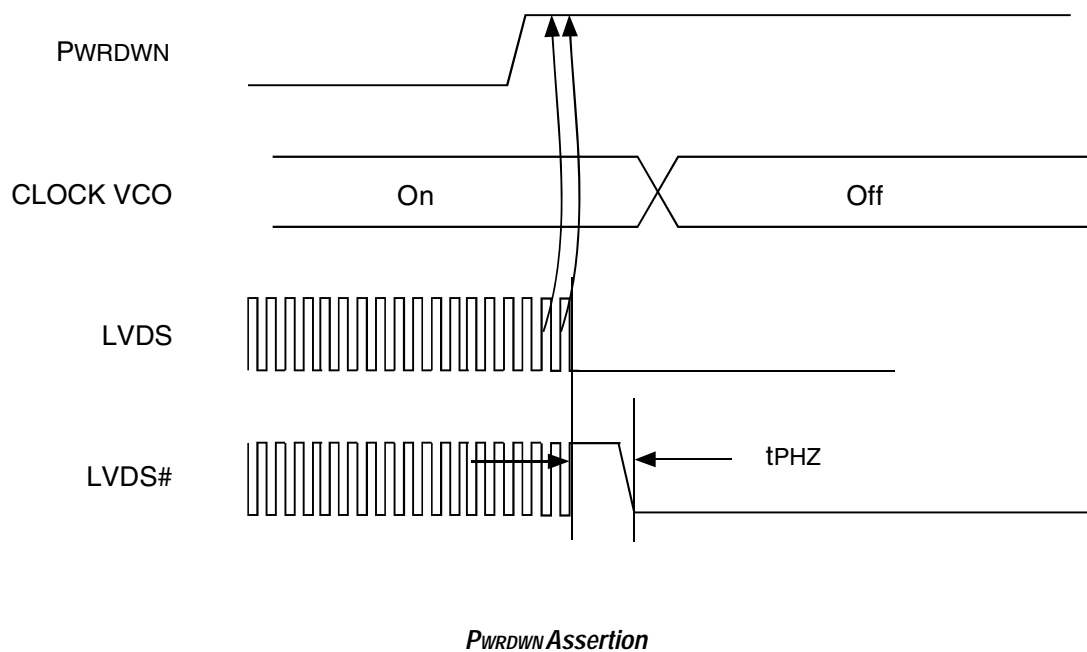 PWRDWN
CLOCK VCO
On
Off
LVDS
LVDS#
tPHZ
PWRDWN Assertion